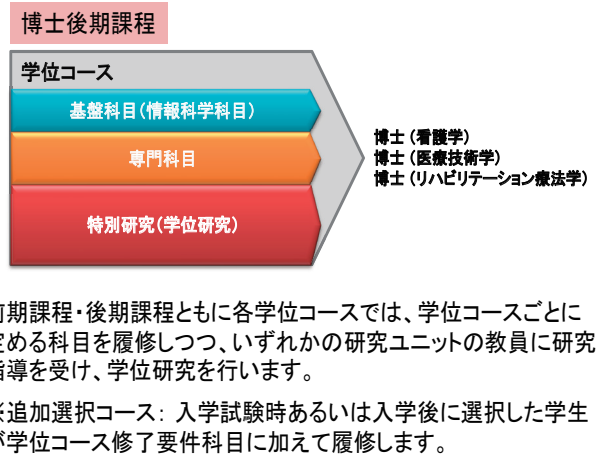 博士後期課程
学位コース
基盤科目(情報科学科目)
専門科目
特別研究(学位研究)
博士(看護学)
博士(医療技術学)
博士(リハビリテーション療法学)
前期課程・後期課程ともに各学位コースでは、学位コースごとに
定める科目を履修しつつ、いずれかの研究ユニットの教員に研究
指導を受け、学位研究を行います。
※追加選択コース: 入学試験時あるいは入学後に選択した学生
が学位コース修了要件科目に加えて履修します。